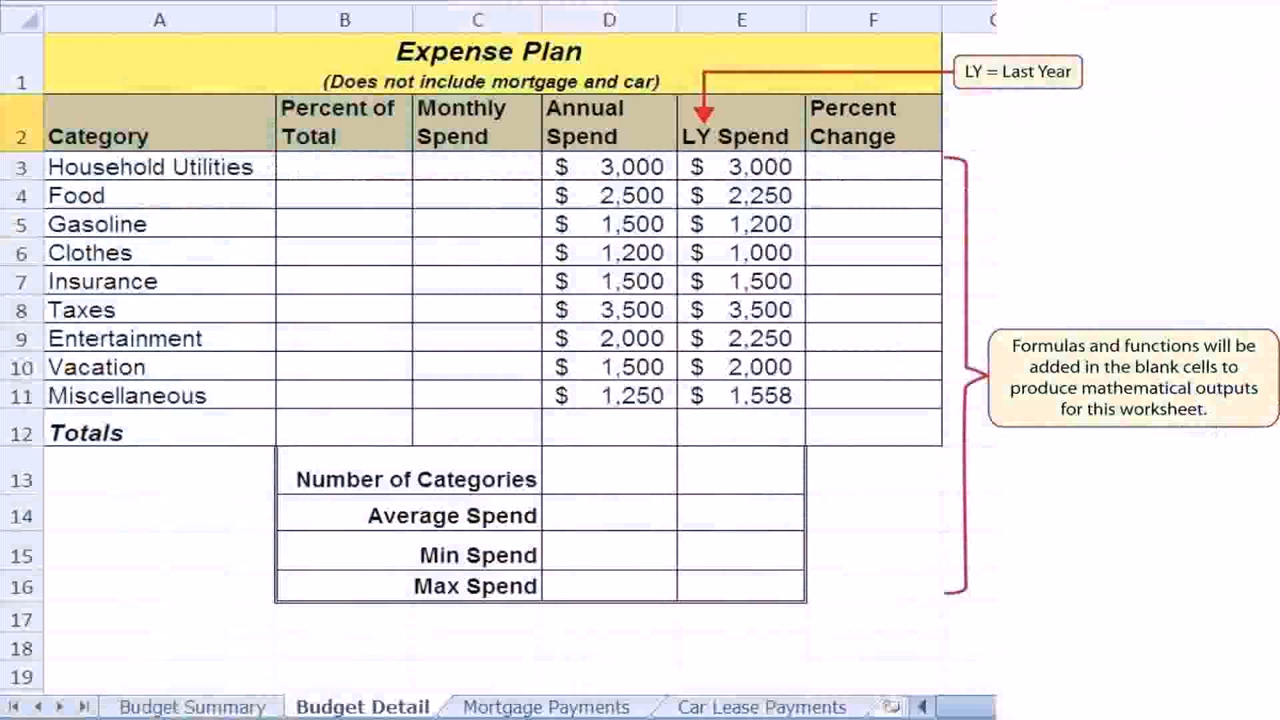 A B C D E F
1 Expense Plan
(Does not include mortgage and car)
LY = Last Year
2 Category Percent of Total Monthly Spend Annual Spend LY Spend Percent Change
3 Household Utilities $ 3,000 $ 3,000
4 Food $ 2,500 $ 2,250
5 Gasoline $ 1,500 $ 1,200
6 Clothes $ 1,200 $ 1,000
7 Insurance $ 1,500 $ 1,500
8 Taxes $ 3,500 $ 3,500
9 Entertainment $ 2,000 $ 2,250
10 Vacation $ 1,500 $ 2,000
11 Miscellaneous $ 1,250 $ 1,558
12 Totals
13 Number of Categories
14 Average Spend
15 Min Spend
16 Max Spend
17
18
19
Formulas and functions will be
added in the blank cells to
produce mathematical outputs
for this worksheet.
Budget Summary Budget Detail Mortgage Payments Car Lease Payments